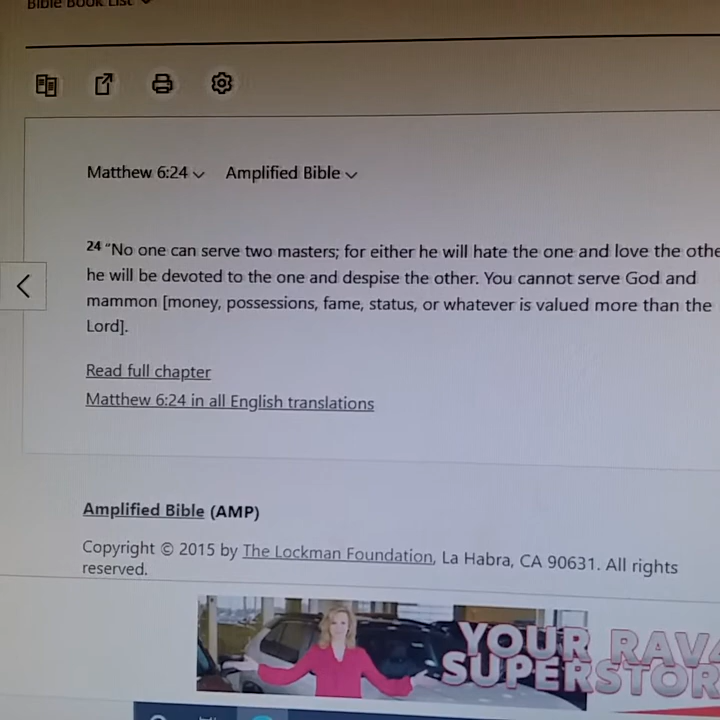 Bible Book List
Matthew 6:24 Amplified Bible
24 “No one can serve two masters; for either he will hate the one and love the othe
he will be devoted to the one and despise the other. You cannot serve God and
mammon [money, possessions, fame, status, or whatever is valued more than the
Lord].
Read full chapter
Matthew 6:24 in all English translations
Amplified Bible (AMP)
Copyright © 2015 by The Lockman Foundation, La Habra, CA 90631. All rights
reserved.
YOUR RAV4
SUPERSTOR